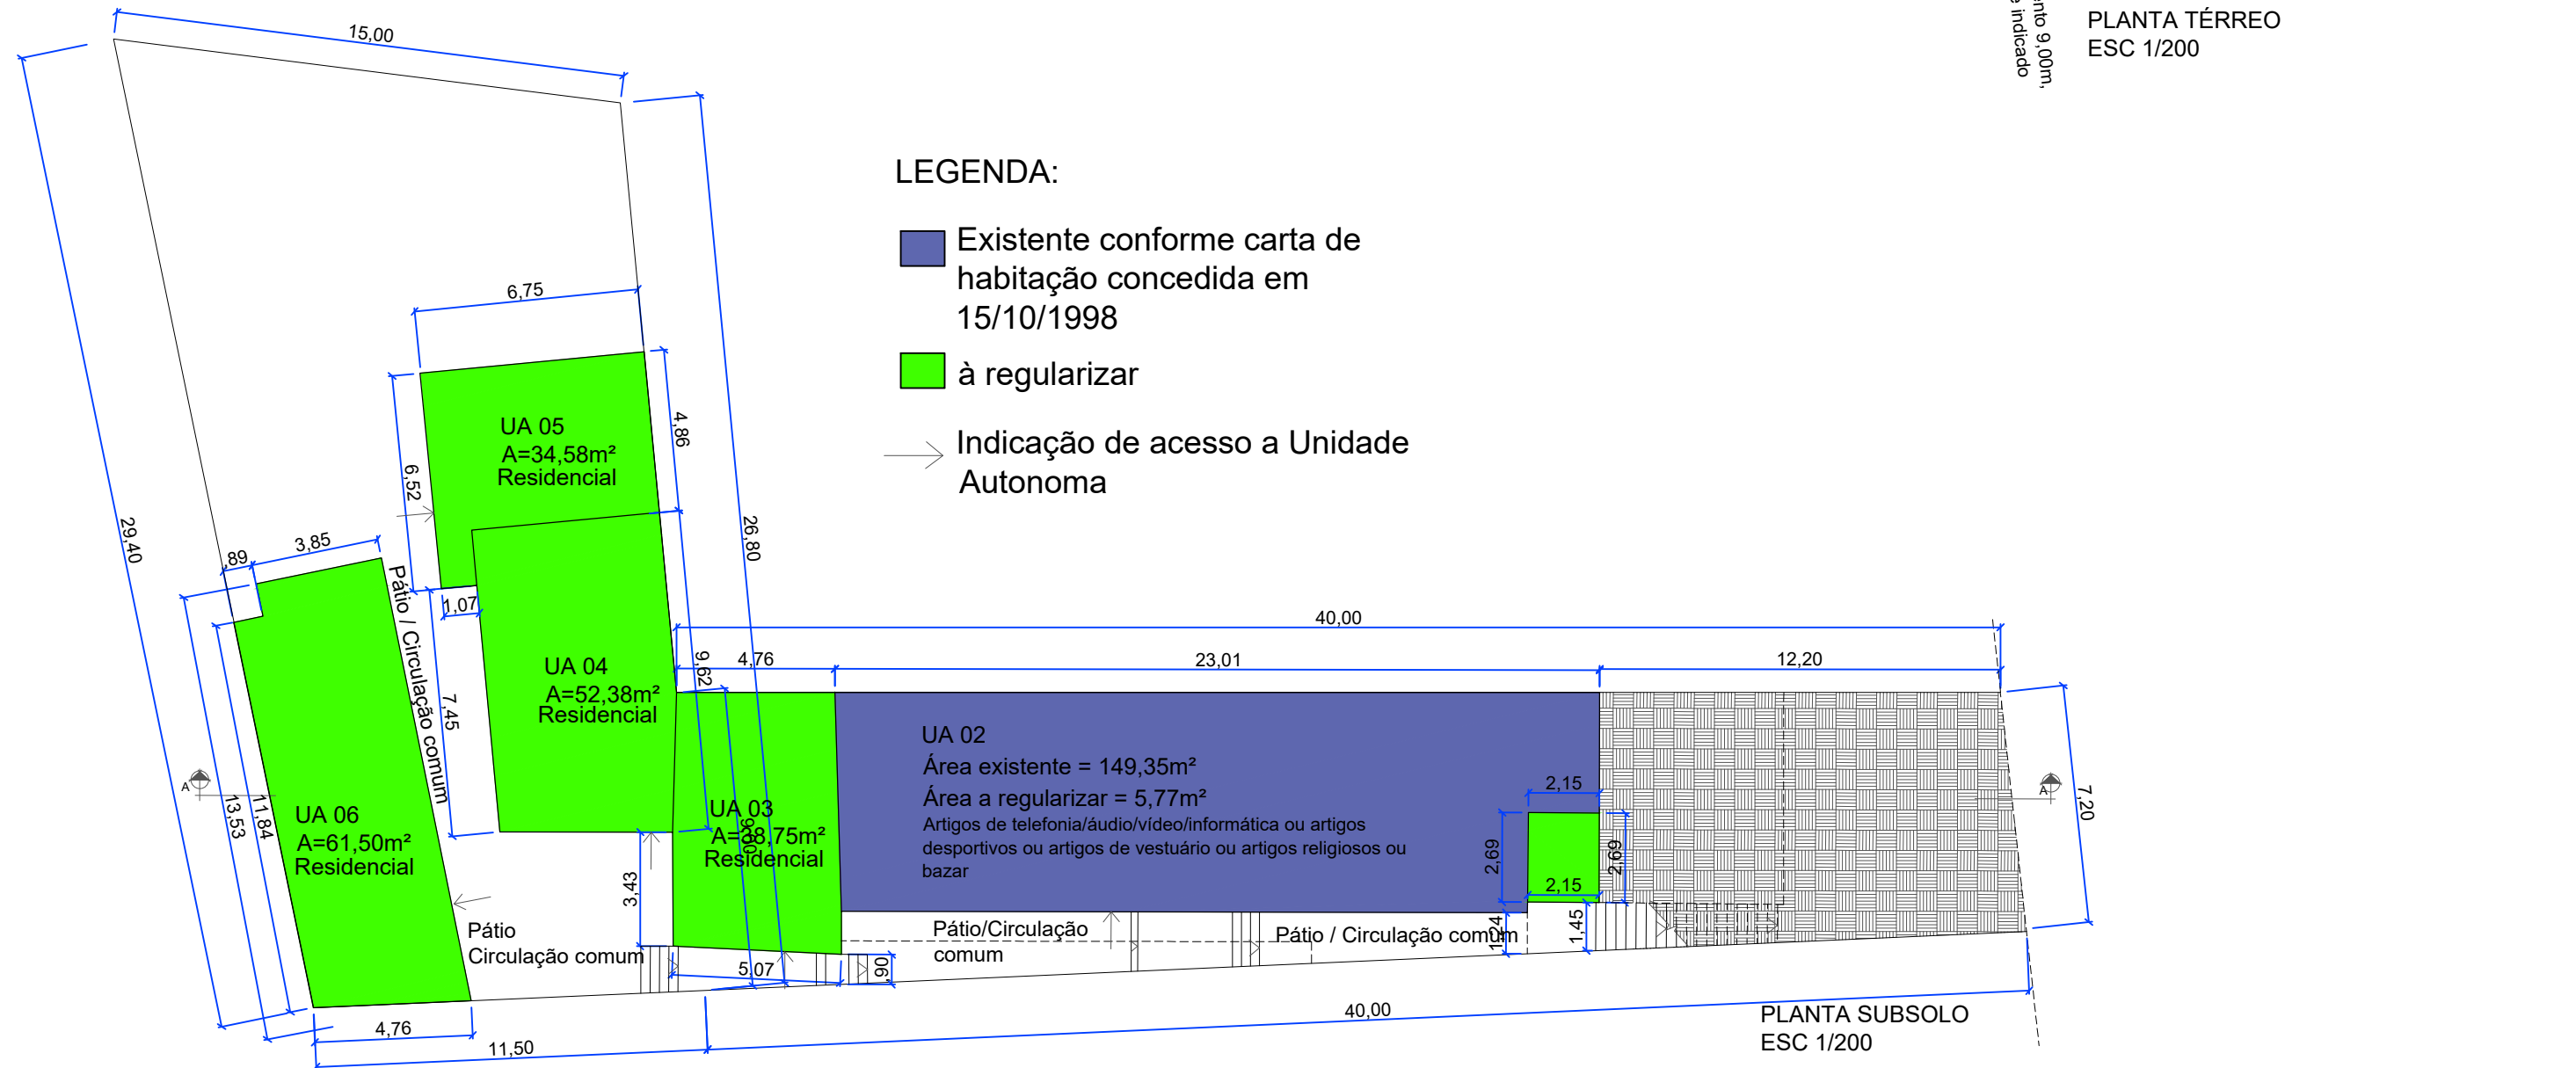 nto 9,00m,
indicado
PLANTA TÉRREO
ESC 1/200
15,00
LEGENDA:
Existente conforme carta de
habitação concedida em
15/10/1998
à regularizar
Indicação de acesso a Unidade
Autonoma
6,75
UA 05
A=34,58m²
Residencial
4,86
6,52
29,40
26,80
,89
3,85
1,07
Pátio / Circulação comum
7,45
UA 04
A=52,38m²
Residencial
9,62
40,00
4,76
23,01
12,20
UA 02
Área existente = 149,35m²
Área a regularizar = 5,77m²
Artigos de telefonia/áudio/vídeo/informática ou artigos
desportivos ou artigos de vestuário ou artigos religiosos ou
bazar
2,15
2,69
2,69
2,15
7,20
A
A
13,53
11,84
UA 06
A=61,50m²
Residencial
UA 03
Residencial
3,43
Pátio
Circulação comum
5,07
,90
Pátio/Circulação
comum
Pátio / Circulação comum
1,24
1,45
4,76
11,50
40,00
PLANTA SUBSOLO
ESC 1/200